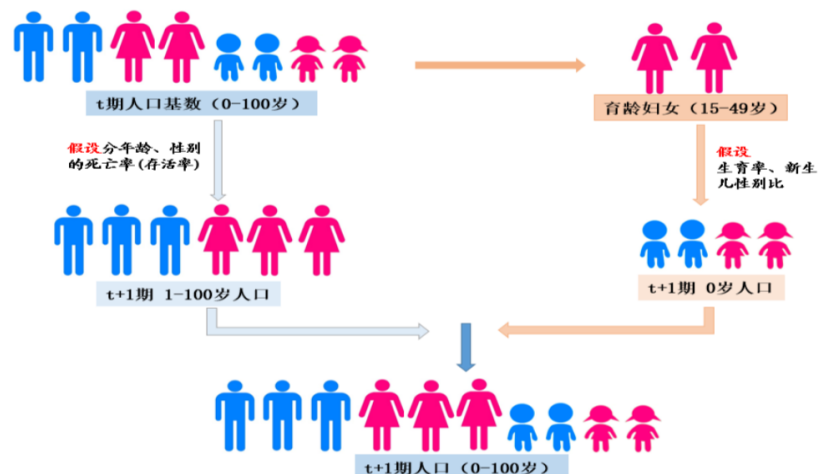 t期人口基数（0-100岁）
育龄妇女（15-49岁）
假设分年龄、性别
的死亡率(存活率)
假设
生育率、新生
儿性别比
t+1期 1-100岁人口
t+1期 0岁人口
t+1期人口（0-100岁）